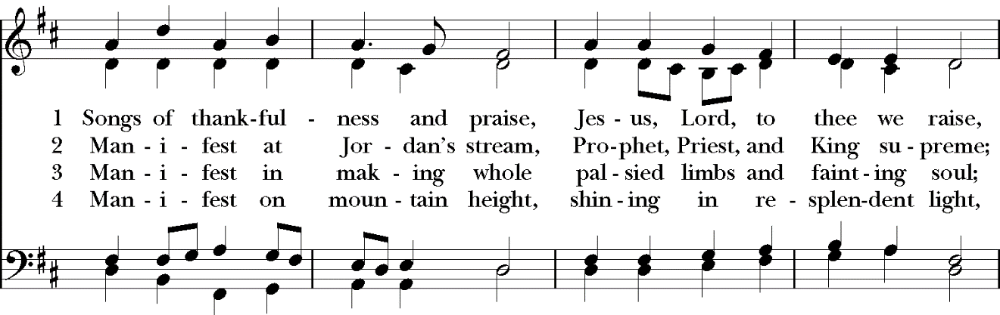 1 Songs of thank-ful - ness and praise, Jes - us, Lord, to thee we raise,
2 Man - i - fest at Jor - dan's stream, Pro-phet, Priest, and King su - preme;
3 Man - i - fest in mak - ing whole pal - sied limbs and faint - ing soul;
4 Man - i - fest on moun - tain height, shin - ing in re - splen-dent light,